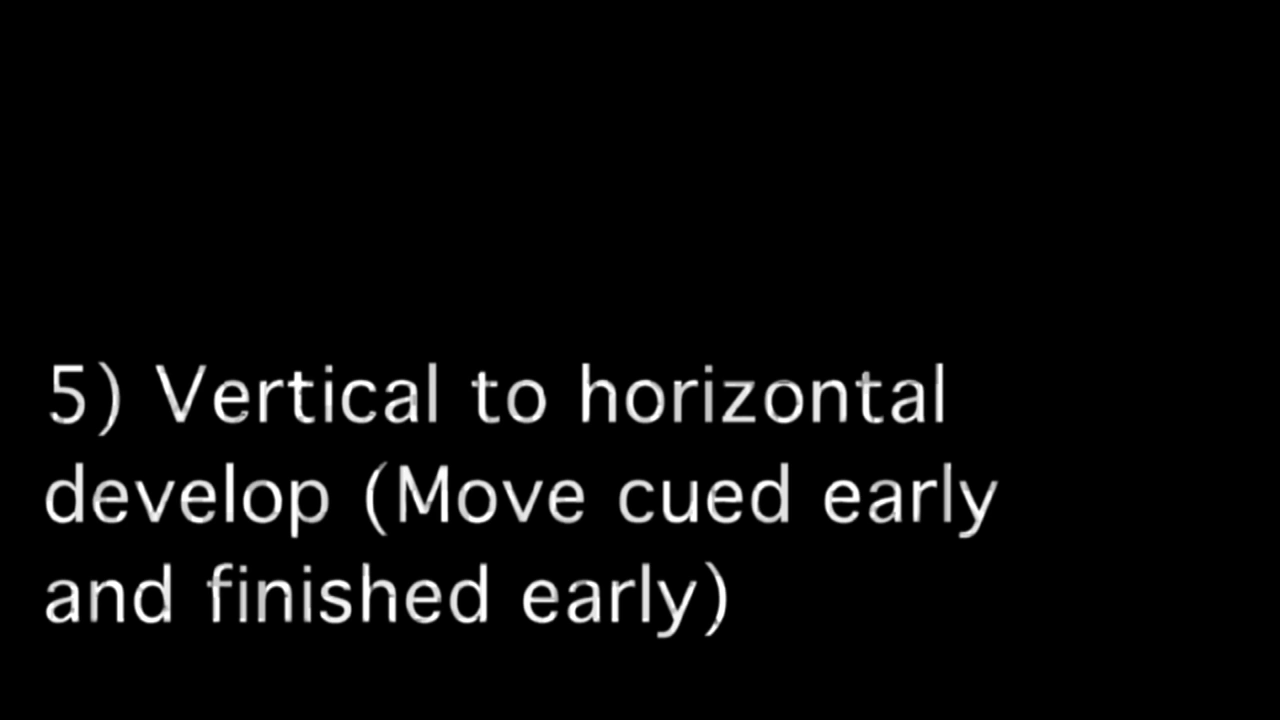 5) Vertical to horizontal
develop (Move cued early
and finished early)